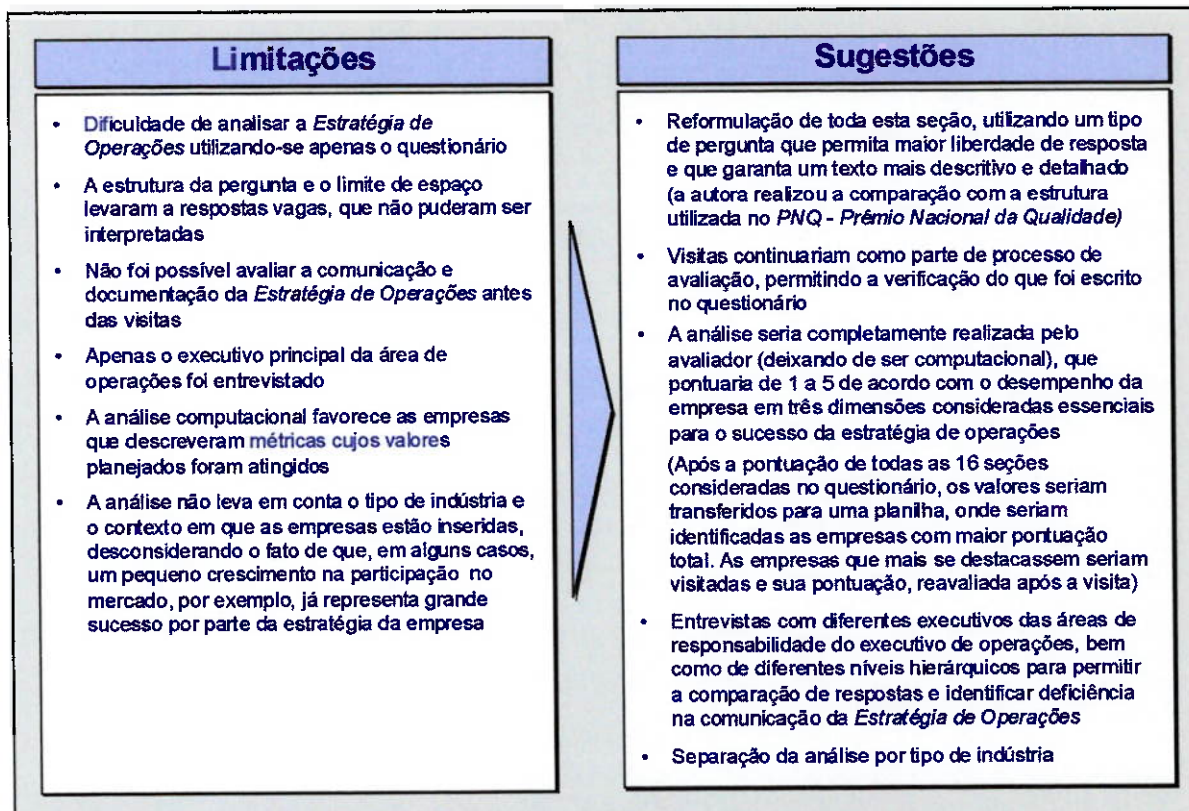 Limitações
• Dificuldade de analisar a Estratégia de
Operações utilizando-se apenas o questionário
• A estrutura da pergunta e o limite de espaço
levaram a respostas vagas, que não puderam ser
interpretadas
• Não foi possível avaliar a comunicação e
documentação da Estratégia de Operações antes
das visitas
• Apenas o executivo principal da área de
operações foi entrevistado
• A análise computacional favorece as empresas
que descreveram métricas cujos valores
planejados foram atingidos
• A análise não leva em conta o tipo de indústria e
o contexto em que as empresas estão inseridas,
desconsiderando o fato de que, em alguns casos,
um pequeno crescimento na participação no
mercado, por exemplo, já representa grande
sucesso por parte da estratégia da empresa
Sugestões
• Reformulação de toda esta seção, utilizando um tipo
de pergunta que permita maior liberdade de resposta
e que garanta um texto mais descritivo e detalhado
(a autora realizou a comparação com a estrutura
utilizada no PNQ - Prêmio Nacional da Qualidade)
• Visitas continuariam como parte de processo de
avaliação, permitindo a verificação do que foi escrito
no questionário
• A análise seria completamente realizada pelo
avaliador (deixando de ser computacional), que
pontuaria de 1 a 5 de acordo com o desempenho da
empresa em três dimensões consideradas essenciais
para o sucesso da estratégia de operações
(Após a pontuação de todas as 16 seções
consideradas no questionário, os valores seriam
transferidos para uma planilha, onde seriam
identificadas as empresas com maior pontuação
total. As empresas que mais se destacassem seriam
visitadas e sua pontuação, reavaliada após a visita)
• Entrevistas com diferentes executivos das áreas de
responsabilidade do executivo de operações, bem
como de diferentes níveis hierárquicos para permitir
a comparação de respostas e identificar deficiência
na comunicação da Estratégia de Operações
• Separação da análise por tipo de indústria